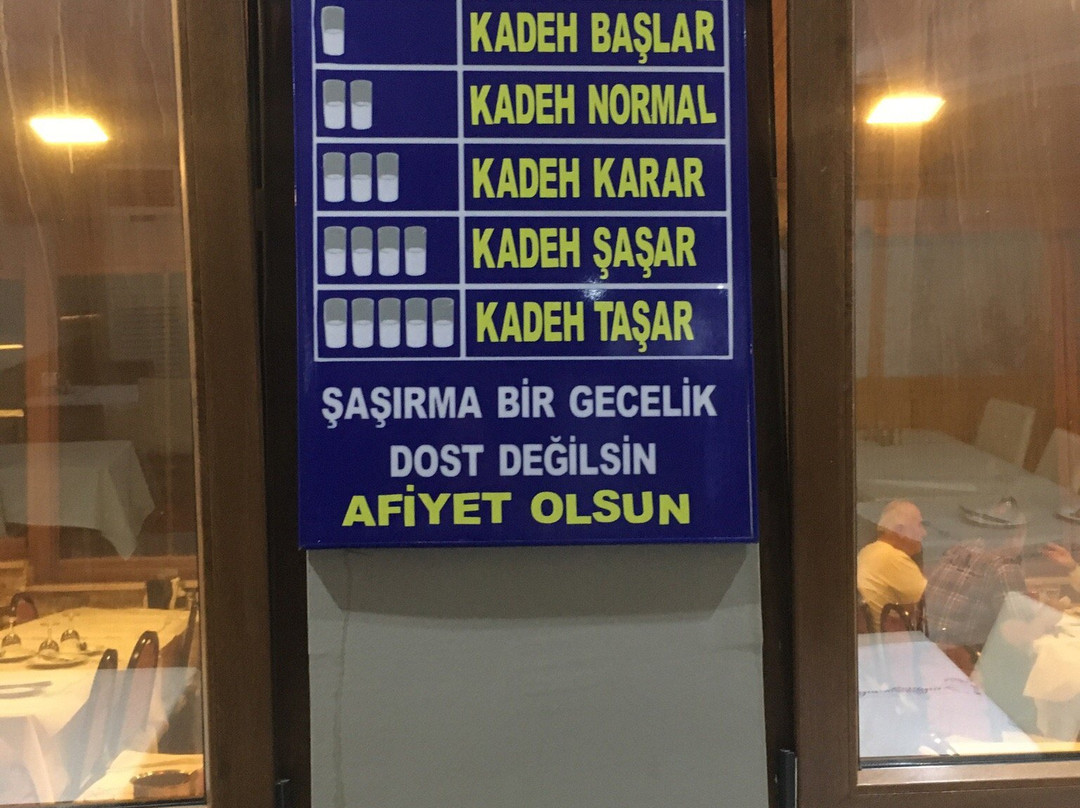 KADEH BAŞLAR
KADEH NORMAL
KADEH KARAR
KADEH ŞAŞAR
KADEH TAŞAR
ŞAŞIRMA BİR GECELİK
DOST DEĞİLSİN
AFİYET OLSUN